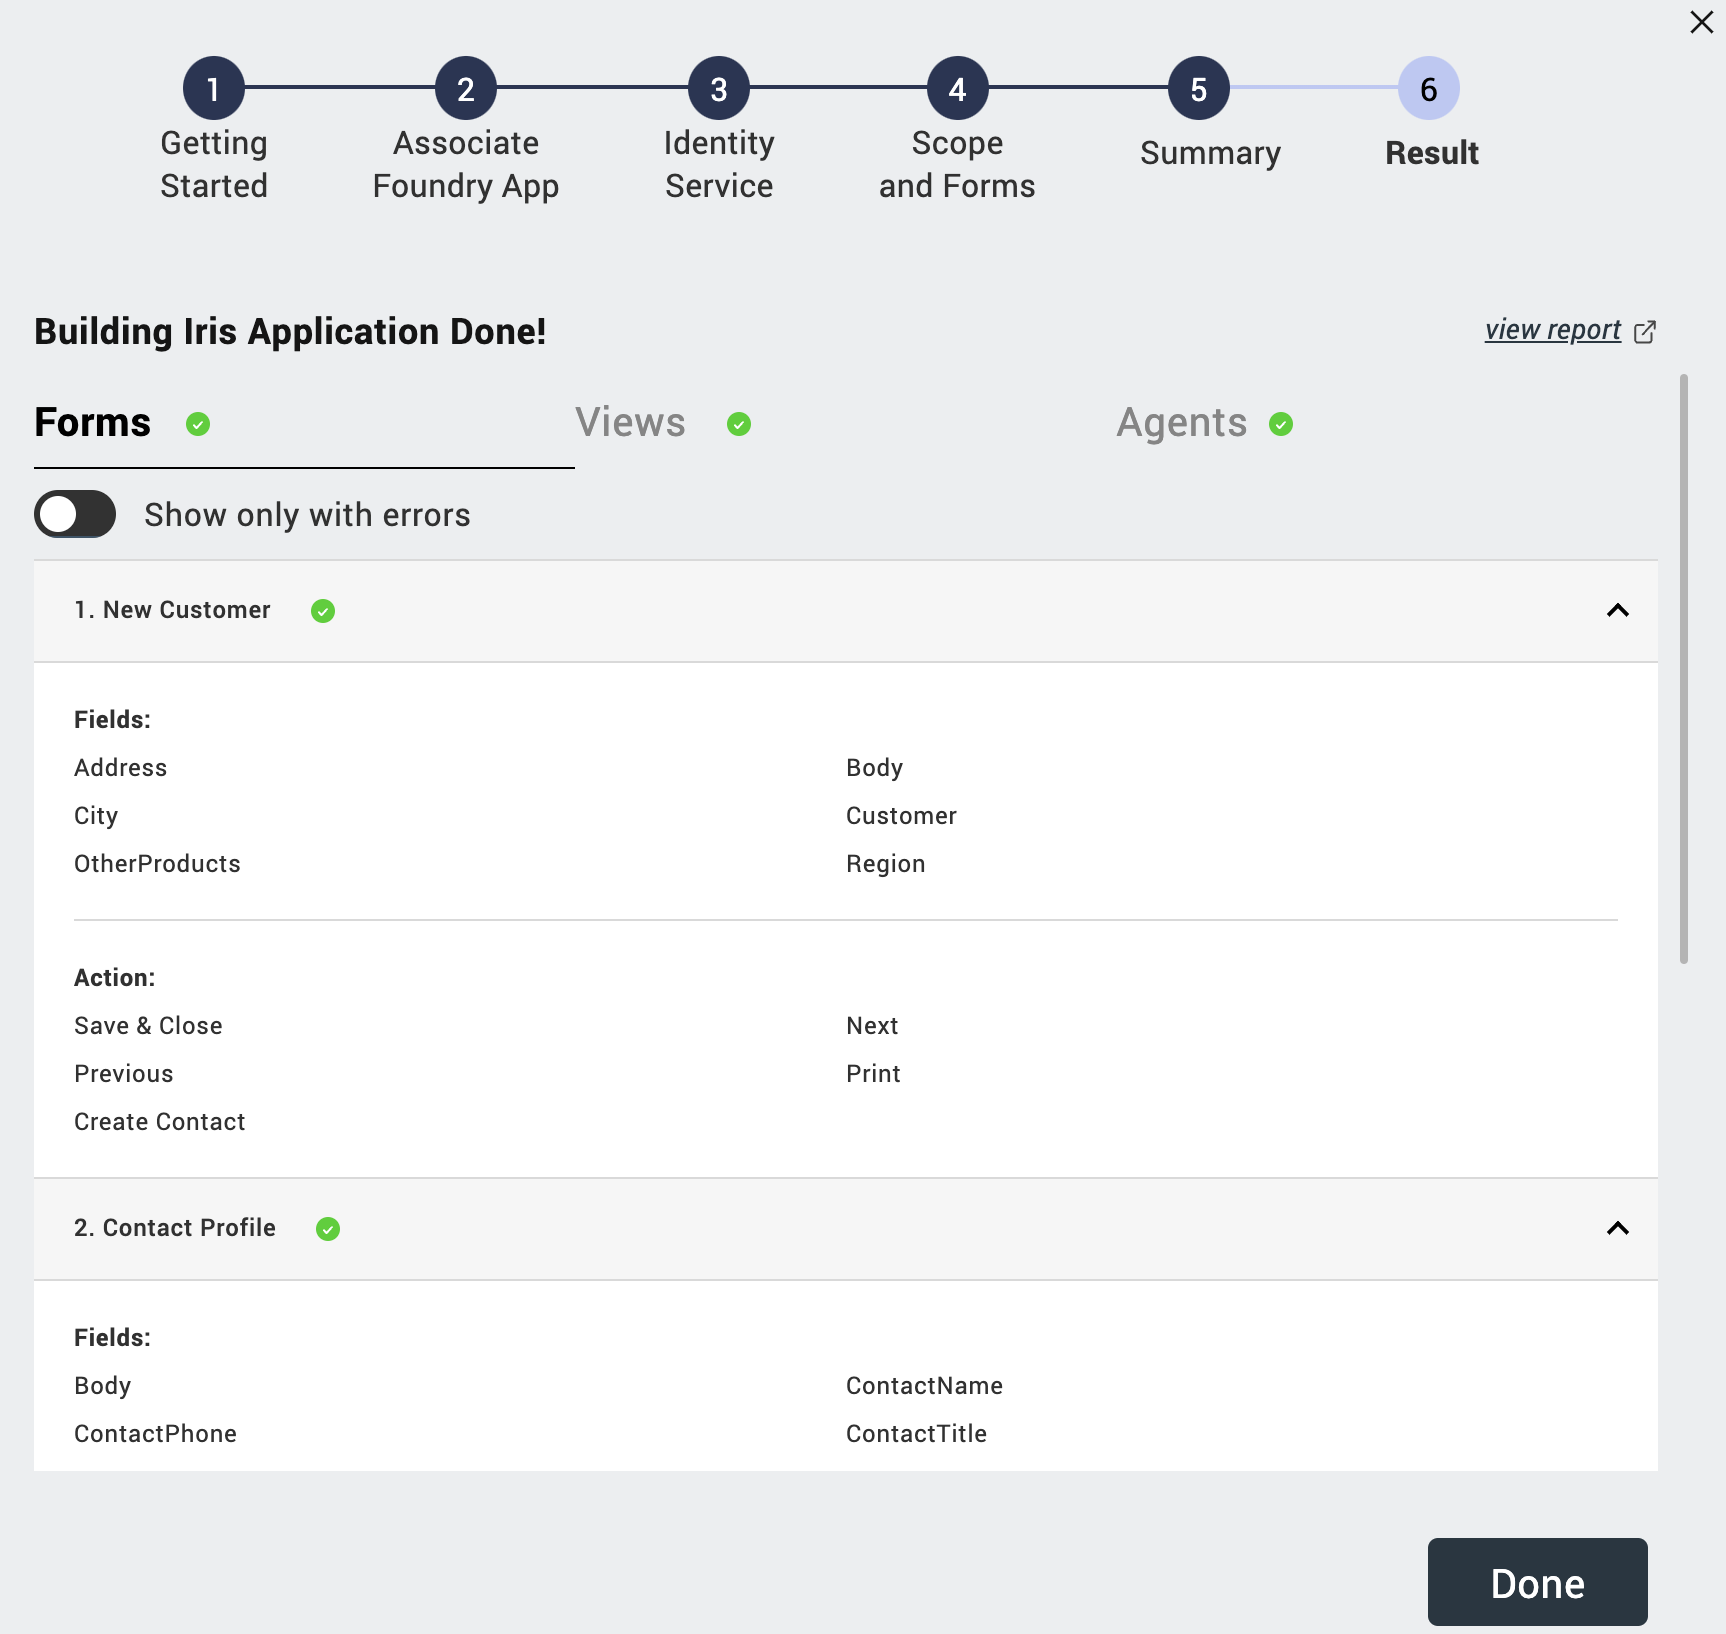 1
2
3
4
5
6
Getting
Started
Associate
Foundry App
Identity
Service
Scope
and Forms
Summary
Result
Building Iris Application Done!
view report
Forms
Views
Agents
Show only with errors
1. New Customer
Fields:
Address
Body
City
Customer
OtherProducts
Region
Action:
Save & Close
Next
Previous
Print
Create Contact
2. Contact Profile
Fields:
Body
ContactName
ContactPhone
ContactTitle
Done